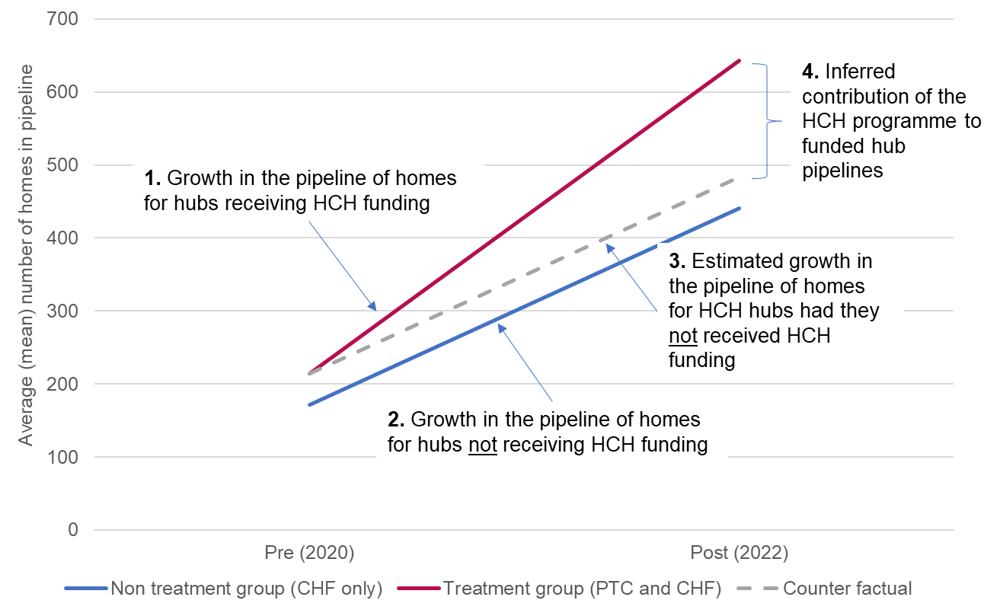 700
600
500
400
300
200
100
0
Average (mean) number of homes in pipeline
1. Growth in the pipeline of homes
for hubs receiving HCH funding
2. Growth in the pipeline of homes
for hubs not receiving HCH funding
3. Estimated growth in
the pipeline of homes
for HCH hubs had they
not received HCH
funding
4. Inferred
contribution of the
HCH programme to
funded hub
pipelines
Pre (2020)
Post (2022)
Non treatment group (CHF only)
Treatment group (PTC and CHF)
Counter factual